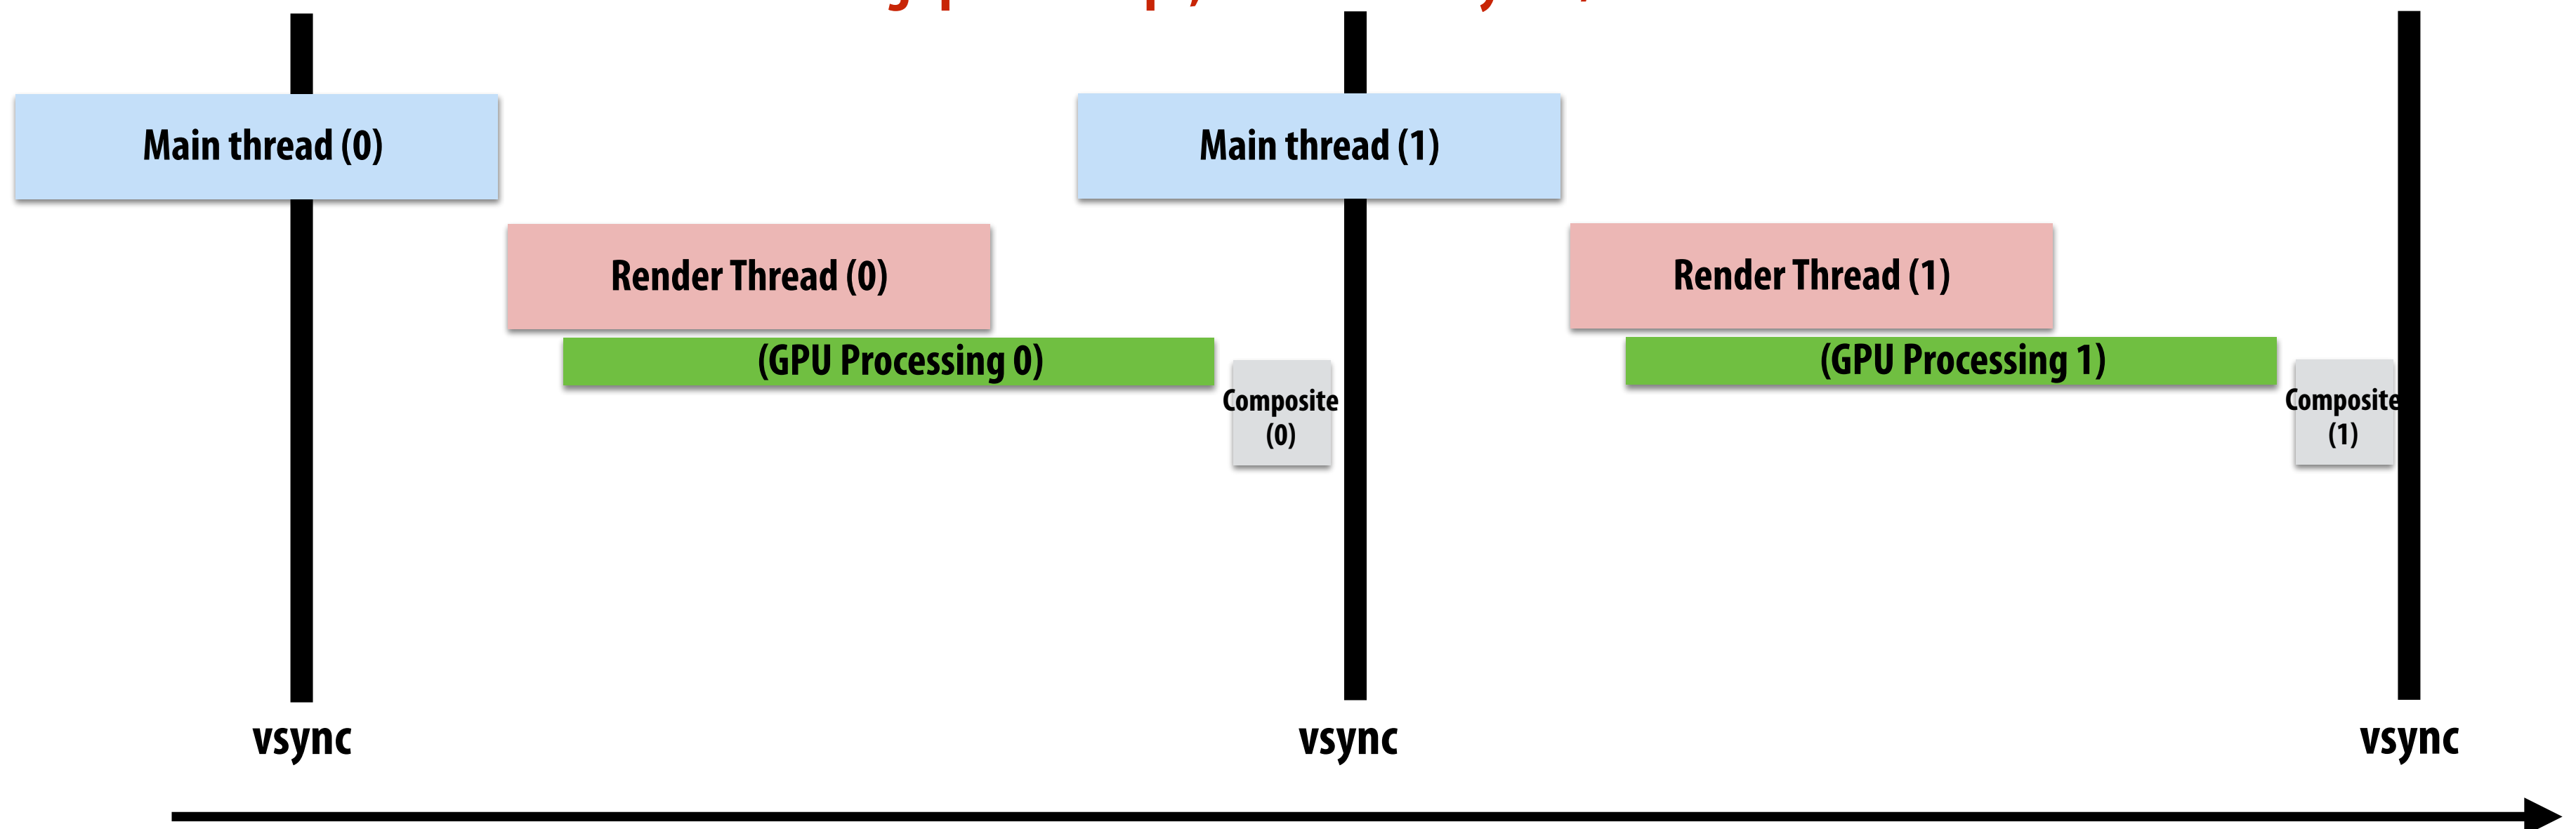 Main thread (0)
Main thread (1)
Render Thread (0)
Render Thread (1)
(GPU Processing 0)
(GPU Processing 1)
Composite
(0)
Composite
(1)
vsync
vsync
vsync